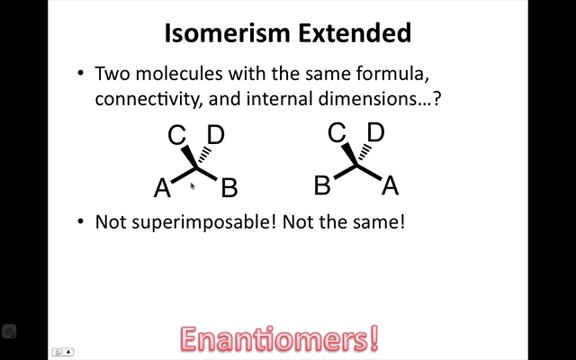 Isomerism Extended
• Two molecules with the same formula,
connectivity, and internal dimensions…?
C D C D
A B B A
• Not superimposable! Not the same!
Enantiomers!